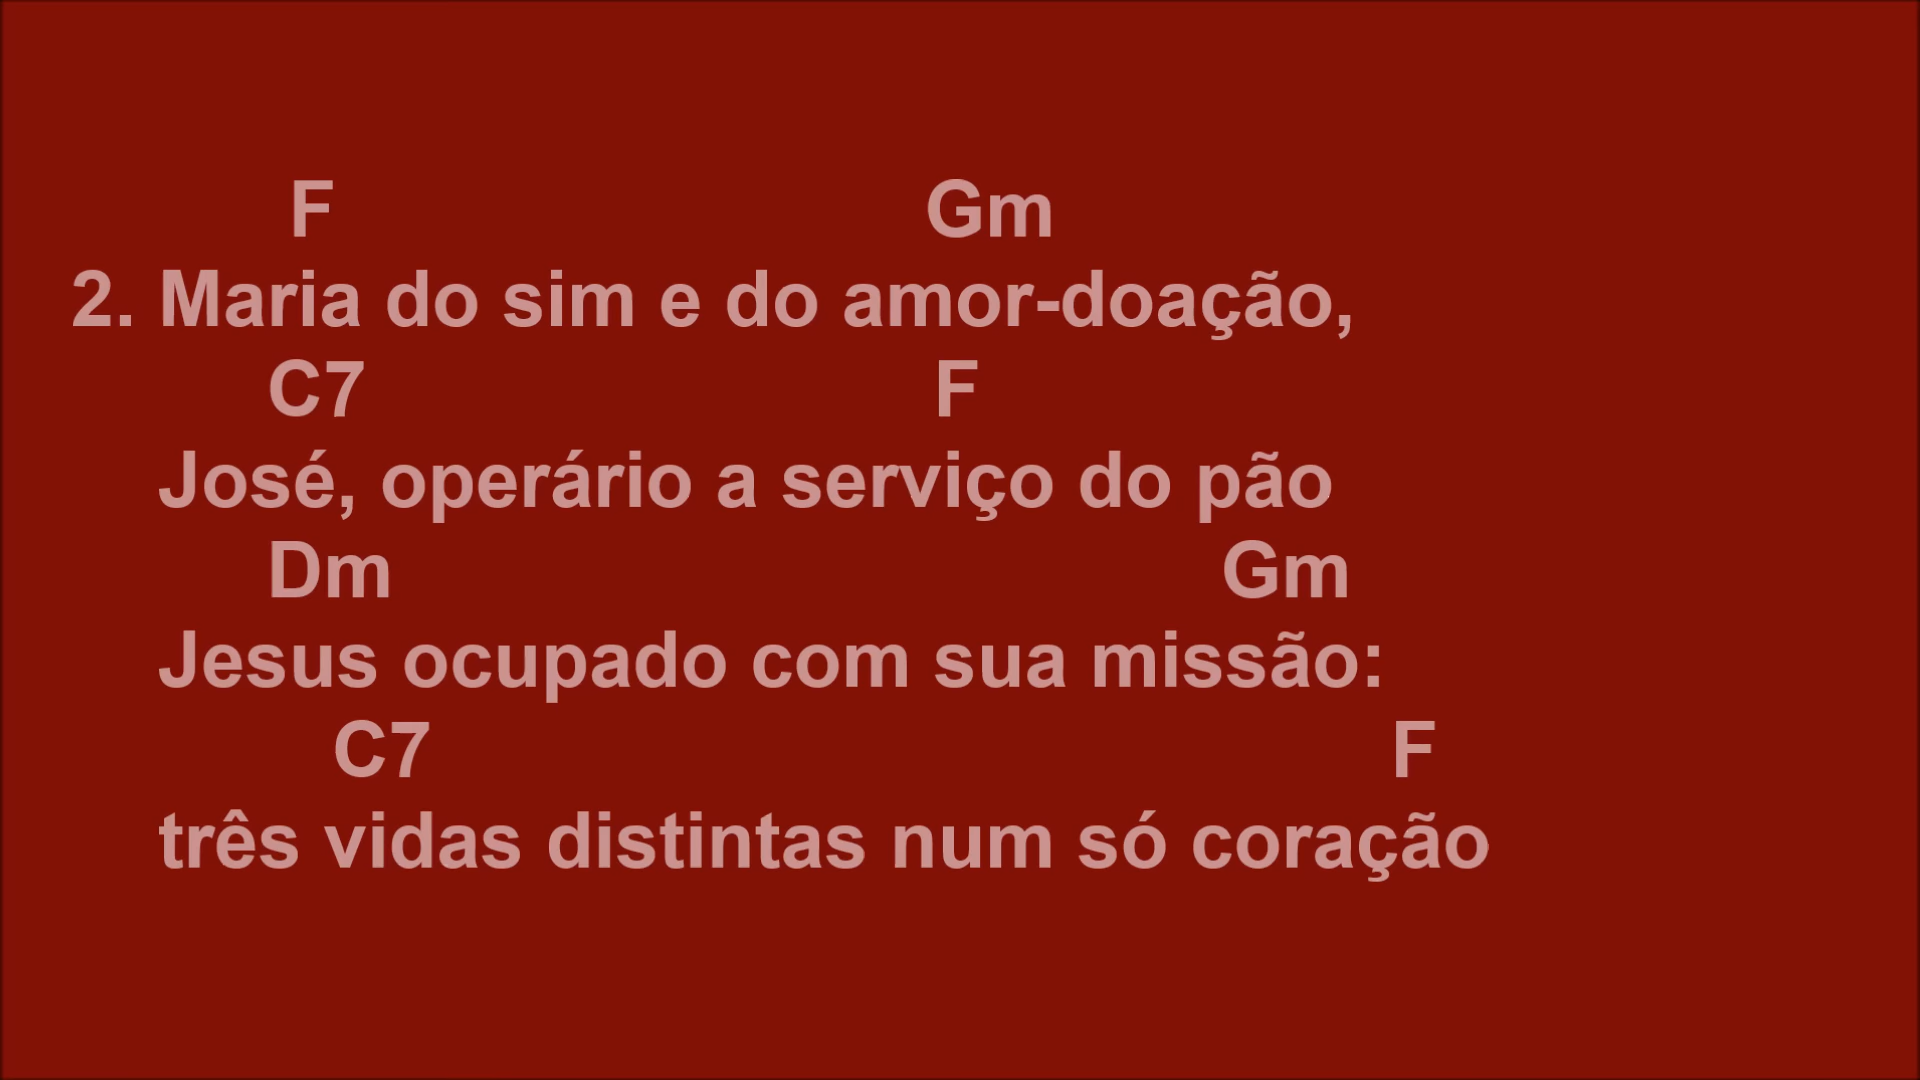 F Gm
2. Maria do sim e do amor-doação,
C7 F
José, operário a serviço do pão
Dm Gm
Jesus ocupado com sua missão:
C7 F
três vidas distintas num só coração